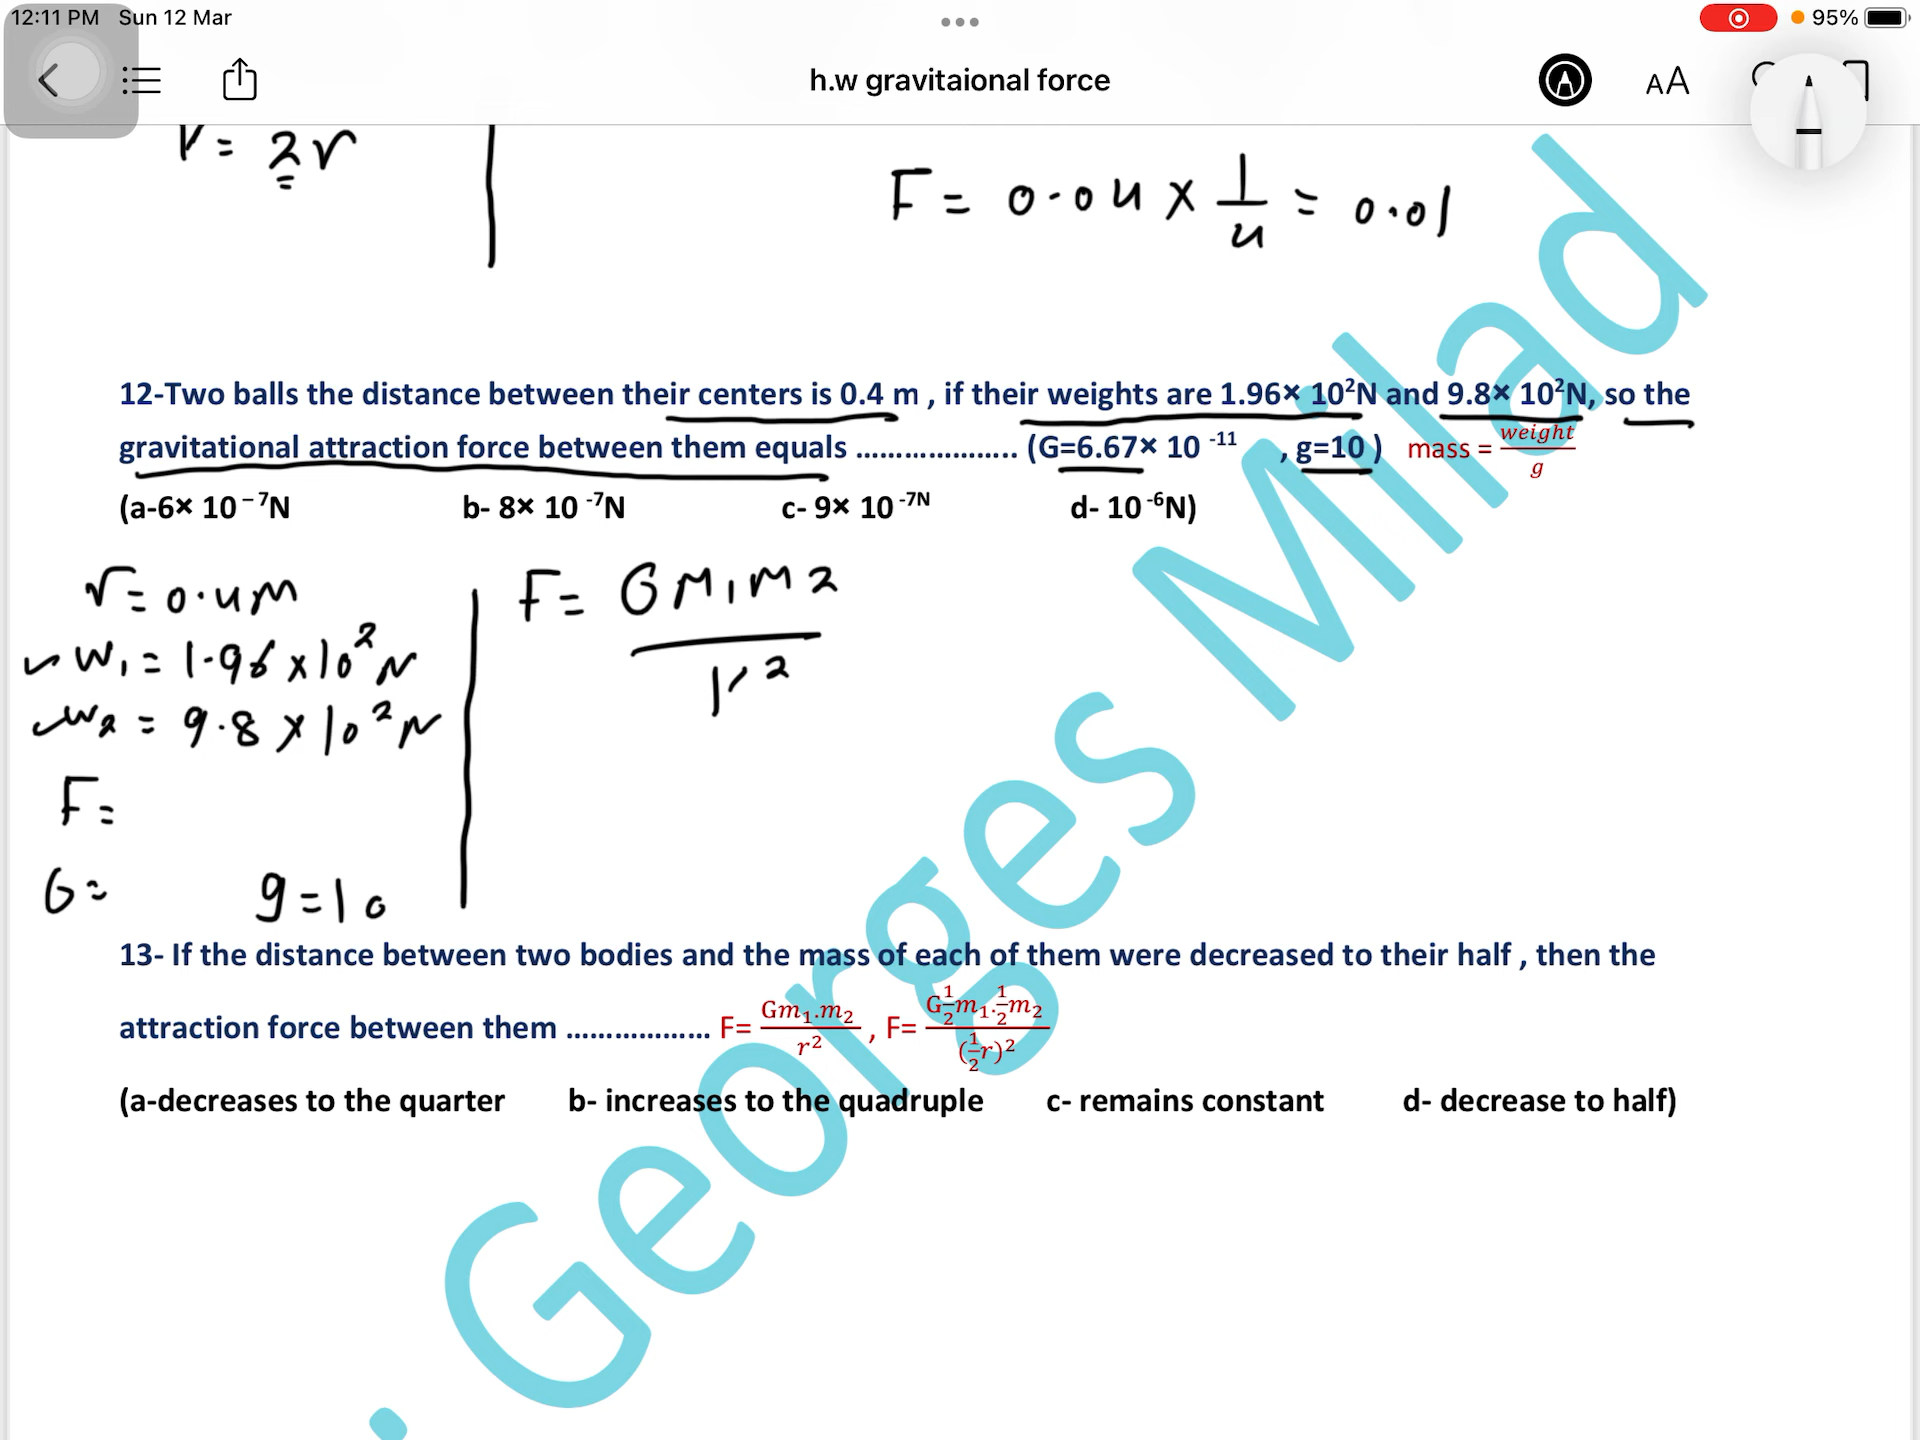 12:11 PM Sun 12 Mar
95%
h.w gravitaional force
AA
r = 2r
F = 0.04 × 1/4 = 0.01
12-Two balls the distance between their centers is 0.4 m , if their weights are 1.96× 10²N and 9.8× 10²N, so the
gravitational attraction force between them equals ................... (G=6.67× 10 ⁻¹¹ , g=10 ) mass = weight/g
(a-6× 10⁻⁷N b- 8× 10 ⁻⁷N c- 9× 10 ⁻⁷ᴺ d- 10 ⁻⁶N)
r = 0.4m
W₁ = 1.96 × 10² N
W₂ = 9.8 × 10² N
F =
G = g = 10
F = G M₁ M2 / r²
13- If the distance between two bodies and the mass of each of them were decreased to their half , then the
attraction force between them .................. F= Gm₁.m₂/r² , F= G½m₁.½m₂/(½r)²
(a-decreases to the quarter b- increases to the quadruple c- remains constant d- decrease to half)
. Georges Milad